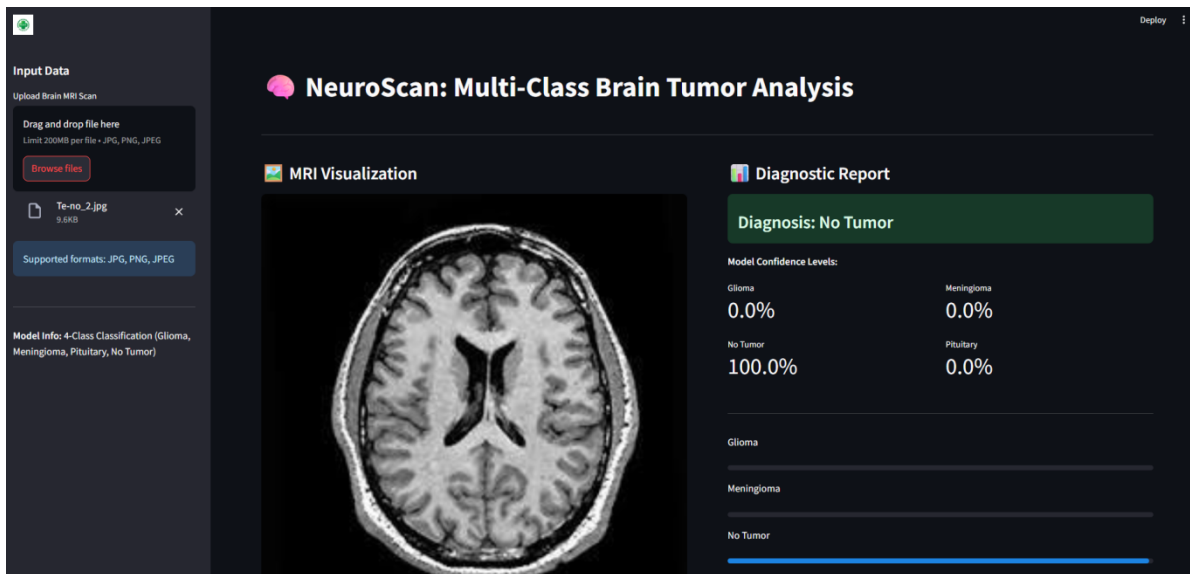 Deploy
Input Data
Upload Brain MRI Scan
Drag and drop file here
Limit 200MB per file • JPG, PNG, JPEG
Browse files
Te-no_2.jpg
9.6KB
Supported formats: JPG, PNG, JPEG
Model Info: 4-Class Classification (Glioma,
Meningioma, Pituitary, No Tumor)
NeuroScan: Multi-Class Brain Tumor Analysis
MRI Visualization
Diagnostic Report
Diagnosis: No Tumor
Model Confidence Levels:
Glioma
0.0%
Meningioma
0.0%
No Tumor
100.0%
Pituitary
0.0%
Glioma
Meningioma
No Tumor